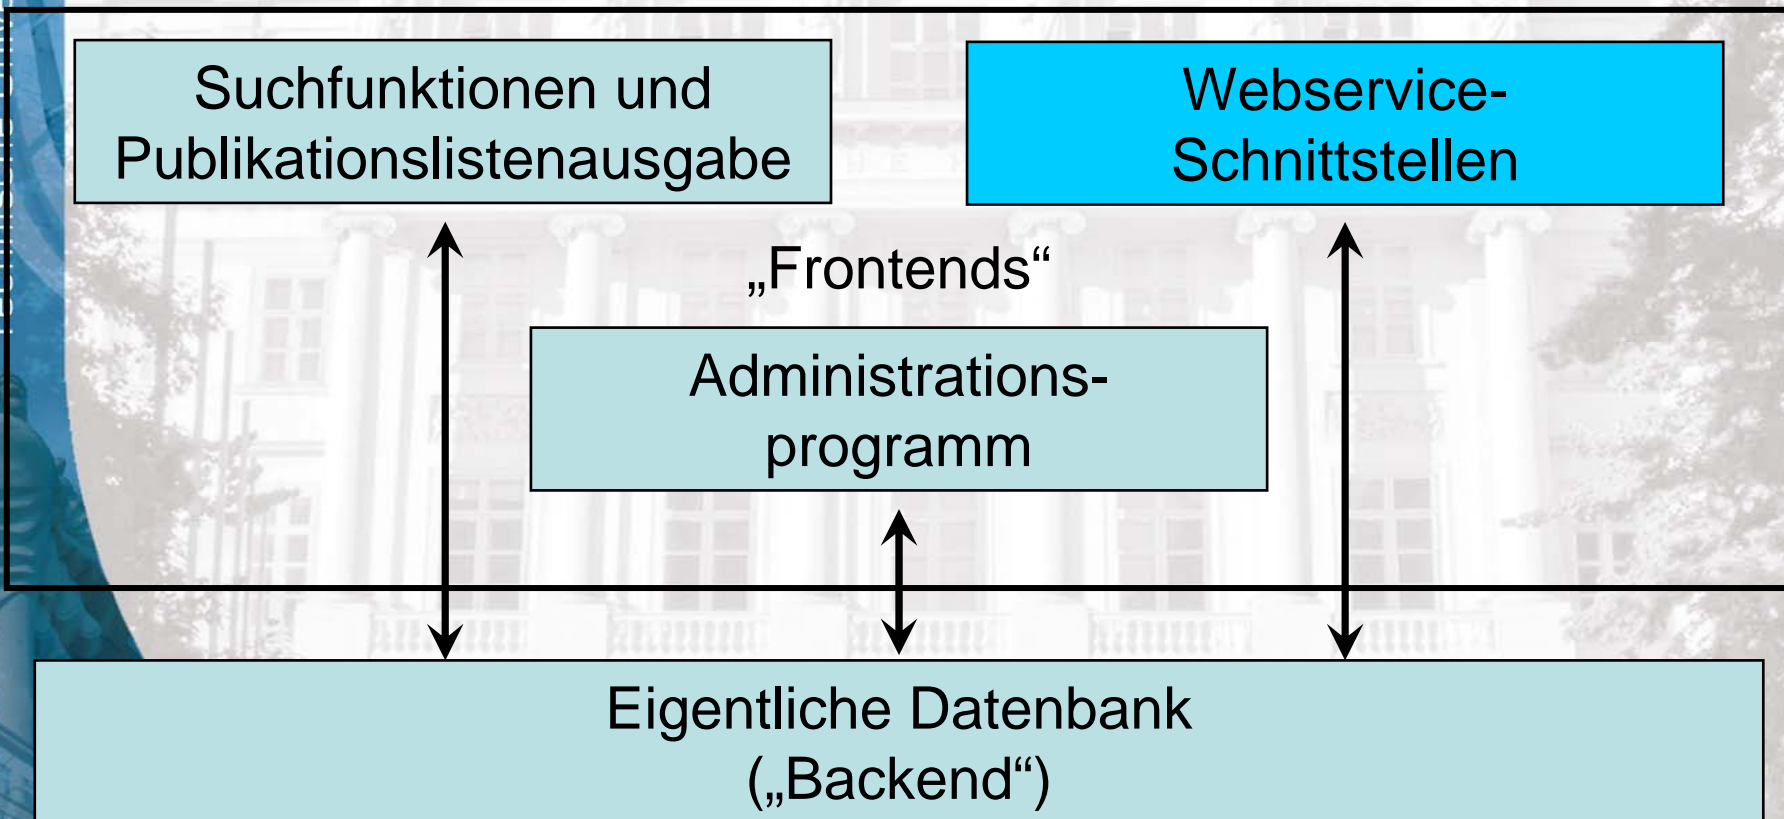 Suchfunktionen und
Publikationslistenausgabe
Webservice-
Schnittstellen
„Frontends“
Administrations-
programm
Eigentliche Datenbank
(„Backend“)